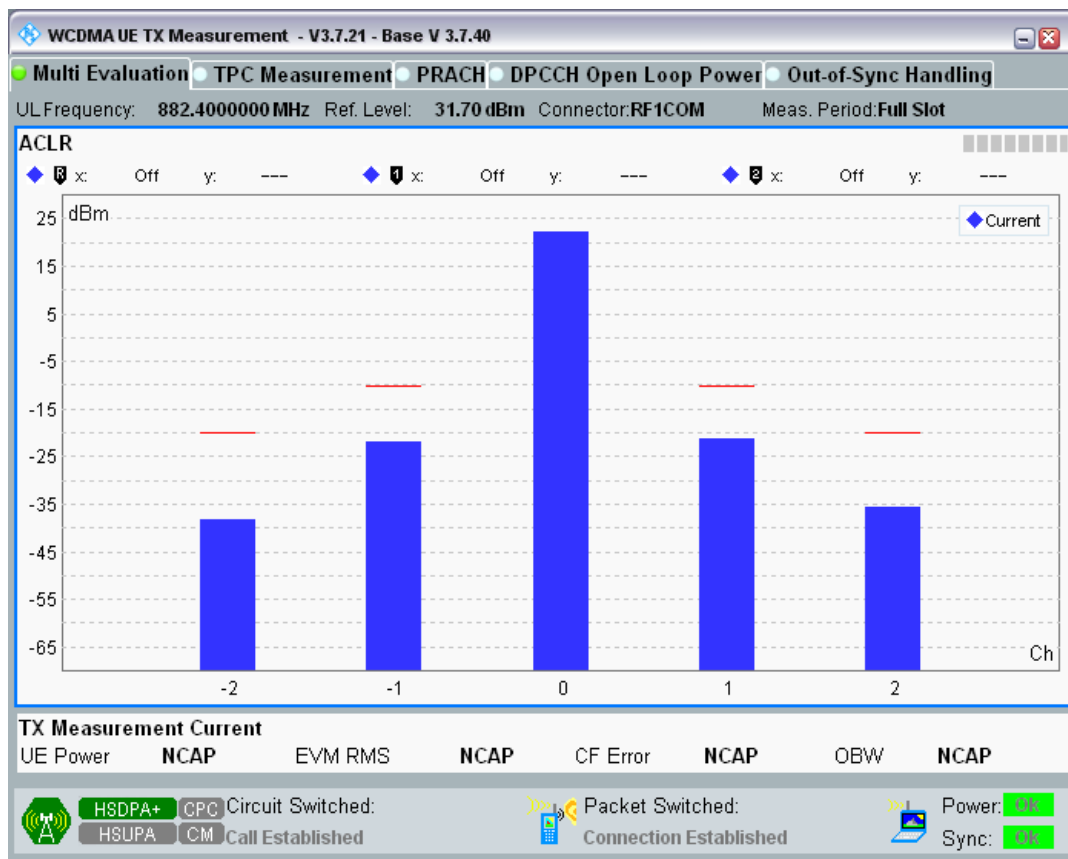 WCDMA UE TX Measurement - V3.7.21 - Base V 3.7.40
Multi Evaluation TPC Measurement PRACH DPCCH Open Loop Power Out-of-Sync Handling
UL Frequency: 882.4000000 MHz Ref. Level: 31.70 dBm Connector:RF1COM Meas. Period:Full Slot
ACLR
R x: Off y: --- 1 x: Off y: --- 2 x: Off y: ---
dBm
Current
25
15
5
-5
-15
-25
-35
-45
-55
-65
Ch
-2 -1 0 1 2
TX Measurement Current
UE Power NCAP EVM RMS NCAP CF Error NCAP OBW NCAP
HSDPA+ CPC Circuit Switched: Packet Switched: Power: OK
HSUPA CM Call Established Connection Established Sync: OK